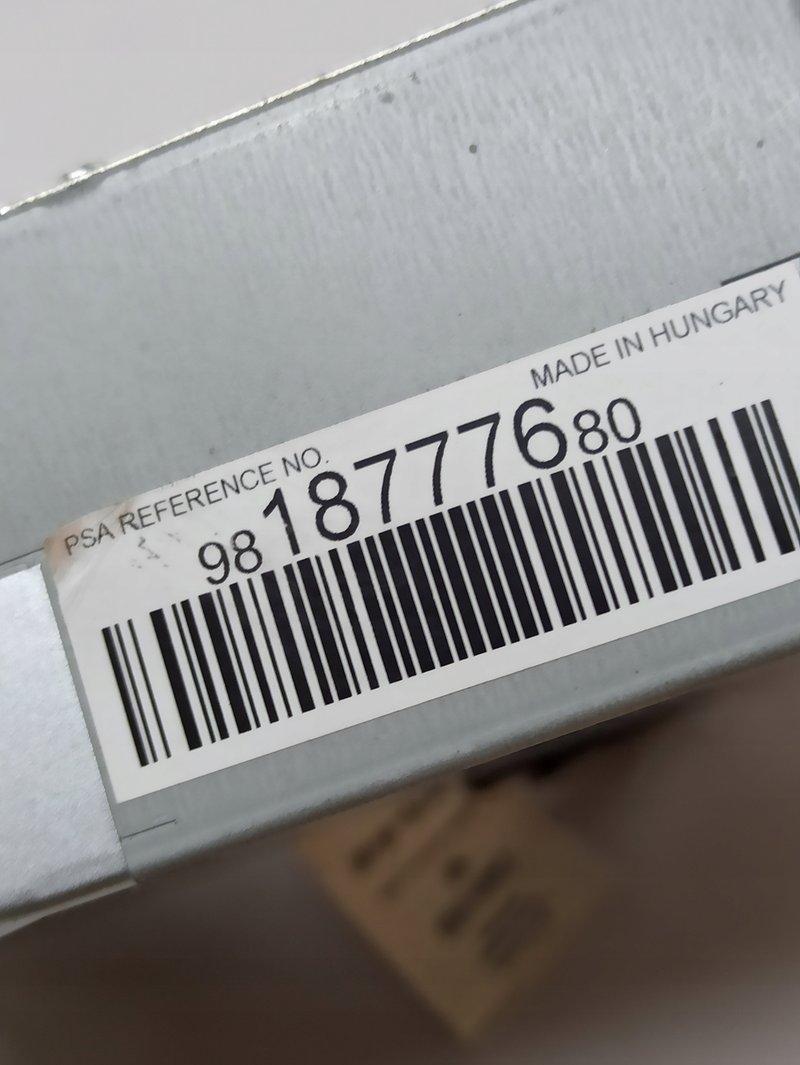 MADE IN HUNGARY
PSA REFERENCE NO.
9818777680